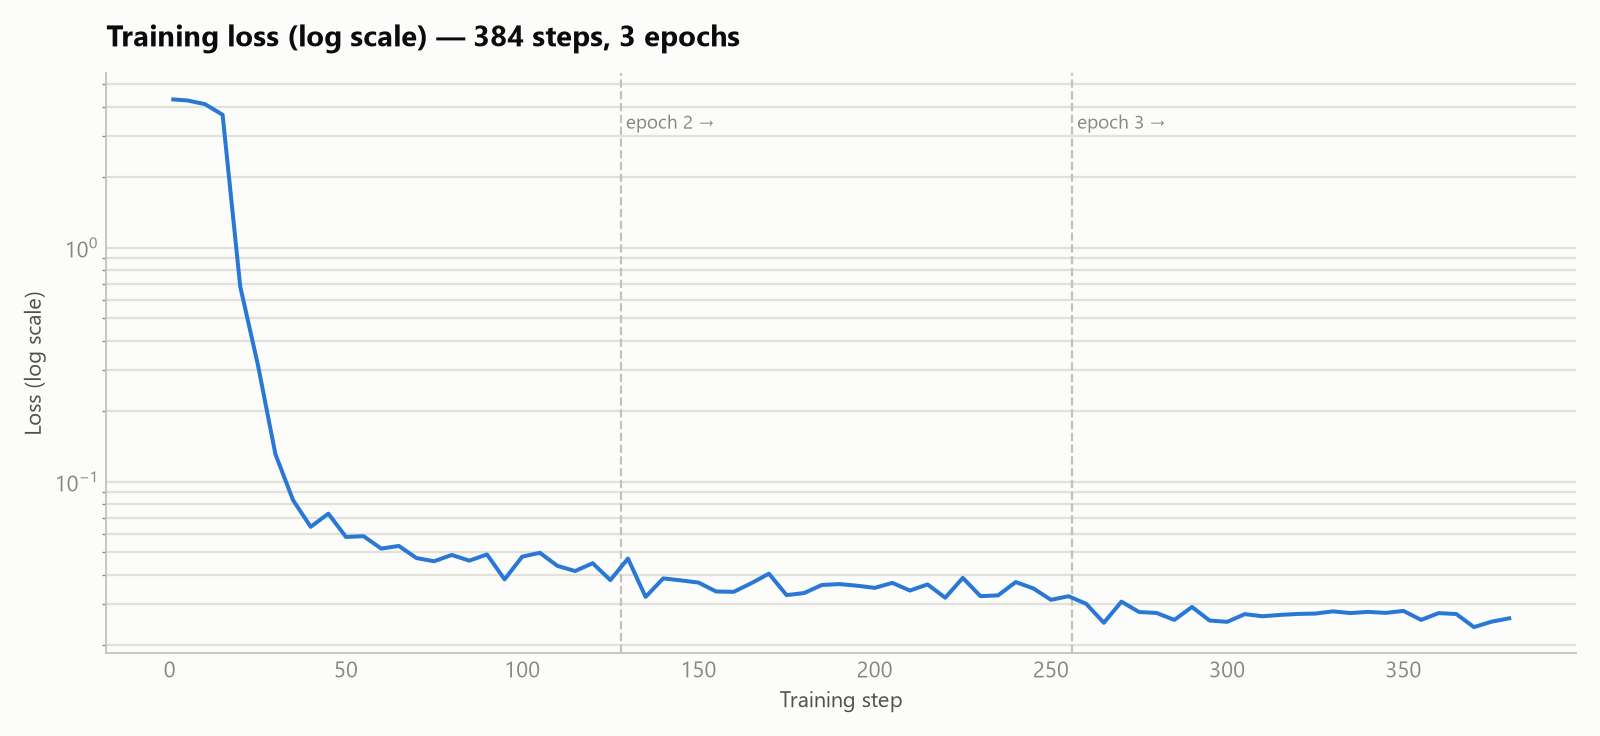 Training loss (log scale) — 384 steps, 3 epochs
epoch 2 →
epoch 3 →
10⁰
10⁻¹
Loss (log scale)
0 50 100 150 200 250 300 350
Training step